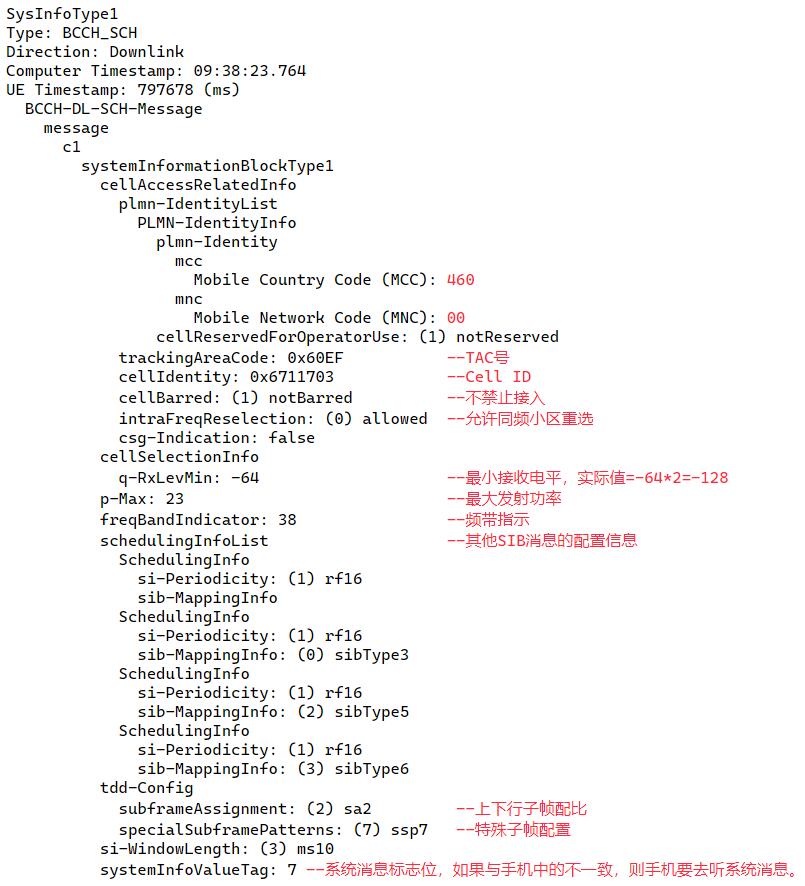 SysInfoType1
Type: BCCH_SCH
Direction: Downlink
Computer Timestamp: 09:38:23.764
UE Timestamp: 797678 (ms)
BCCH-DL-SCH-Message
message
c1
systemInformationBlockType1
cellAccessRelatedInfo
plmn-IdentityList
PLMN-IdentityInfo
plmn-Identity
mcc
Mobile Country Code (MCC): 460
mnc
Mobile Network Code (MNC): 00
cellReservedForOperatorUse: (1) notReserved
trackingAreaCode: 0x60EF --TAC号
cellIdentity: 0x6711703 --Cell ID
cellBarred: (1) notBarred --不禁止接入
intraFreqReselection: (0) allowed --允许同频小区重选
csg-Indication: false
cellSelectionInfo
q-RxLevMin: -64 --最小接收电平，实际值=-64*2=-128
p-Max: 23 --最大发射功率
freqBandIndicator: 38 --频带指示
schedulingInfoList --其他SIB消息的配置信息
SchedulingInfo
si-Periodicity: (1) rf16
sib-MappingInfo
SchedulingInfo
si-Periodicity: (1) rf16
sib-MappingInfo: (0) sibType3
SchedulingInfo
si-Periodicity: (1) rf16
sib-MappingInfo: (2) sibType5
SchedulingInfo
si-Periodicity: (1) rf16
sib-MappingInfo: (3) sibType6
tdd-Config
subframeAssignment: (2) sa2 --上下行子帧配比
specialSubframePatterns: (7) ssp7 --特殊子帧配置
si-WindowLength: (3) ms10
systemInfoValueTag: 7 --系统消息标志位，如果与手机中的不一致，则手机要去听系统消息。